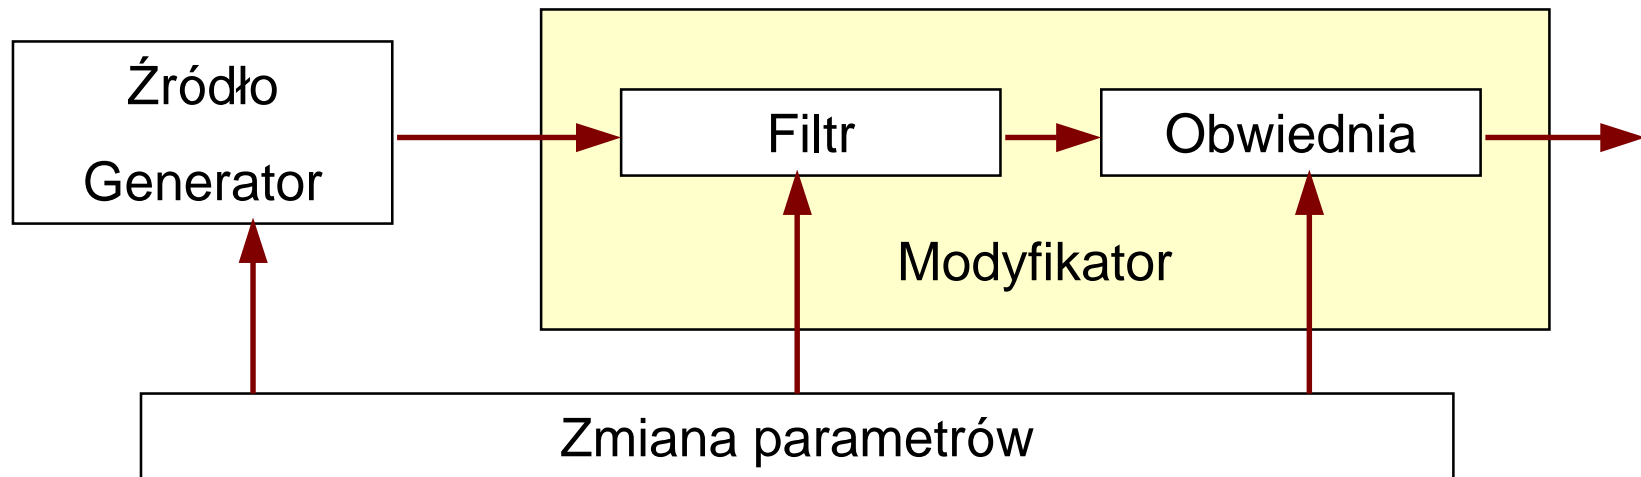 Źródło
Generator
Filtr
Obwiednia
Modyfikator
Zmiana parametrów